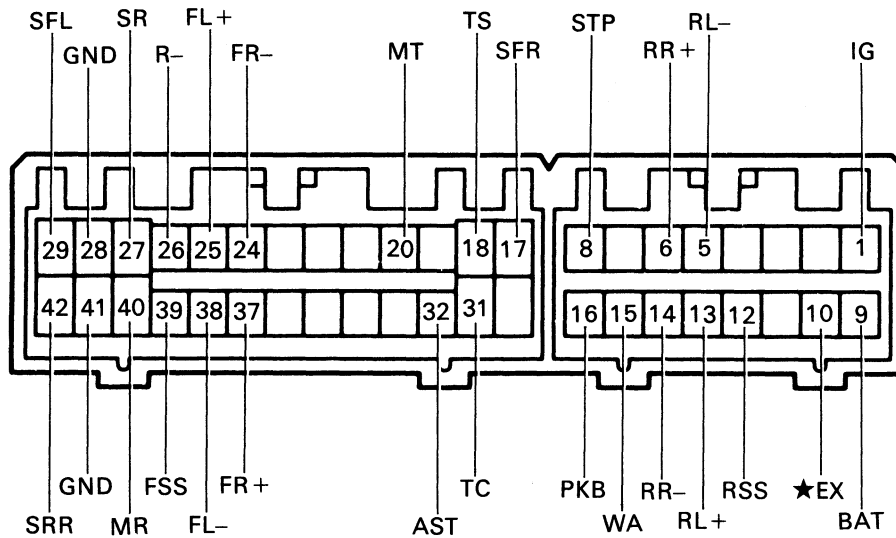 SFL SR FL+ TS STP RL–
GND R– FR– MT SFR RR+ IG
29 28 27 26 25 24 20 18 17 8 6 5 1
42 41 40 39 38 37 32 31 16 15 14 13 12 10 9
GND FSS FR+ TC PKB RR– RSS ★EX
SRR MR FL– AST WA RL+ BAT